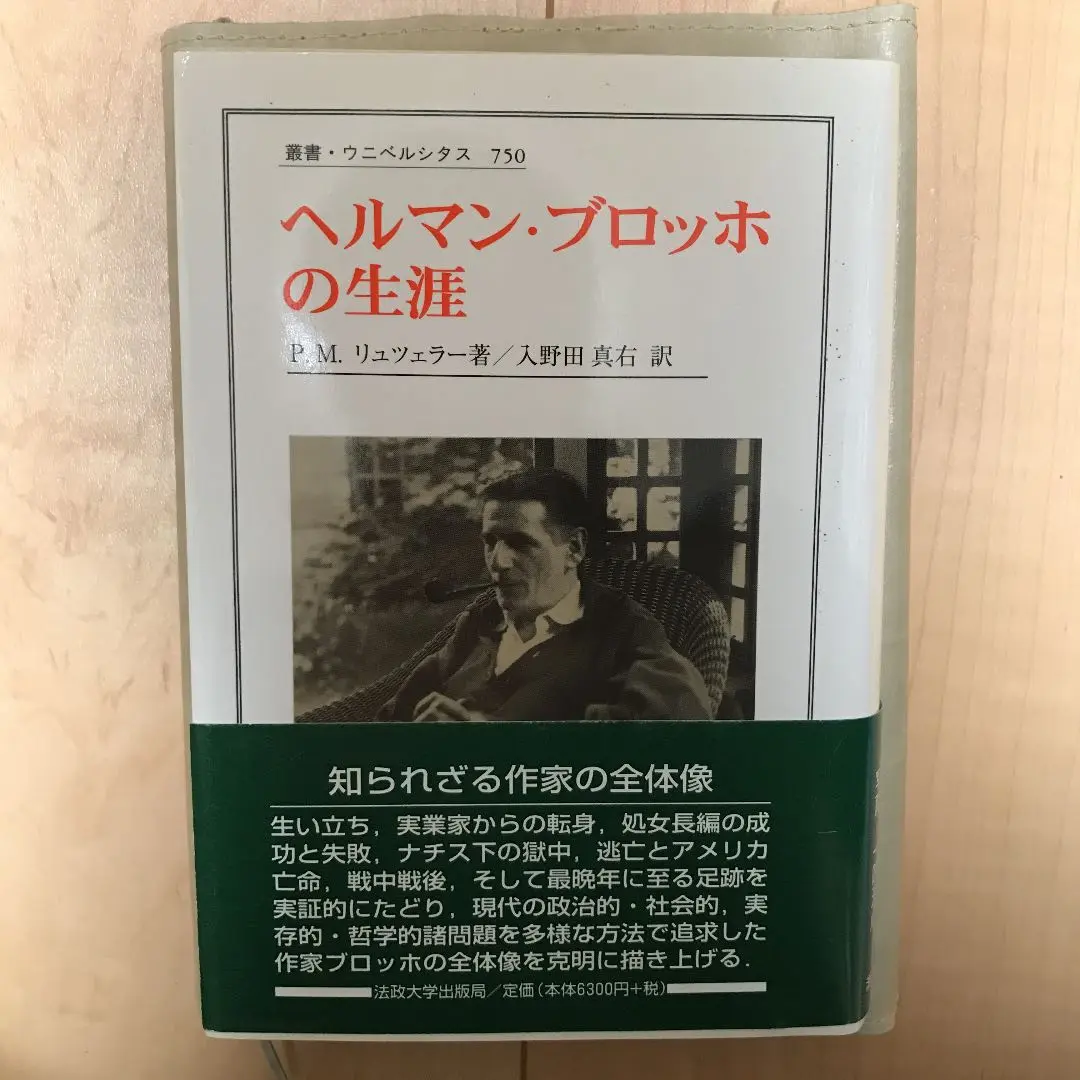 叢書・ウニベルシタス 750
ヘルマン・ブロッホ
の生涯
P. M. リュツェラー著／入野田 真右 訳
知られざる作家の全体像
生い立ち，実業家からの転身，処女長編の成
功と失敗，ナチス下の獄中，逃亡とアメリカ
亡命，戦中戦後，そして最晩年に至る足跡を
実証的にたどり，現代の政治的・社会的，実
存的・哲学的諸問題を多様な方法で追求した
作家ブロッホの全体像を克明に描き上げる．
法政大学出版局／定価（本体6300円+税）